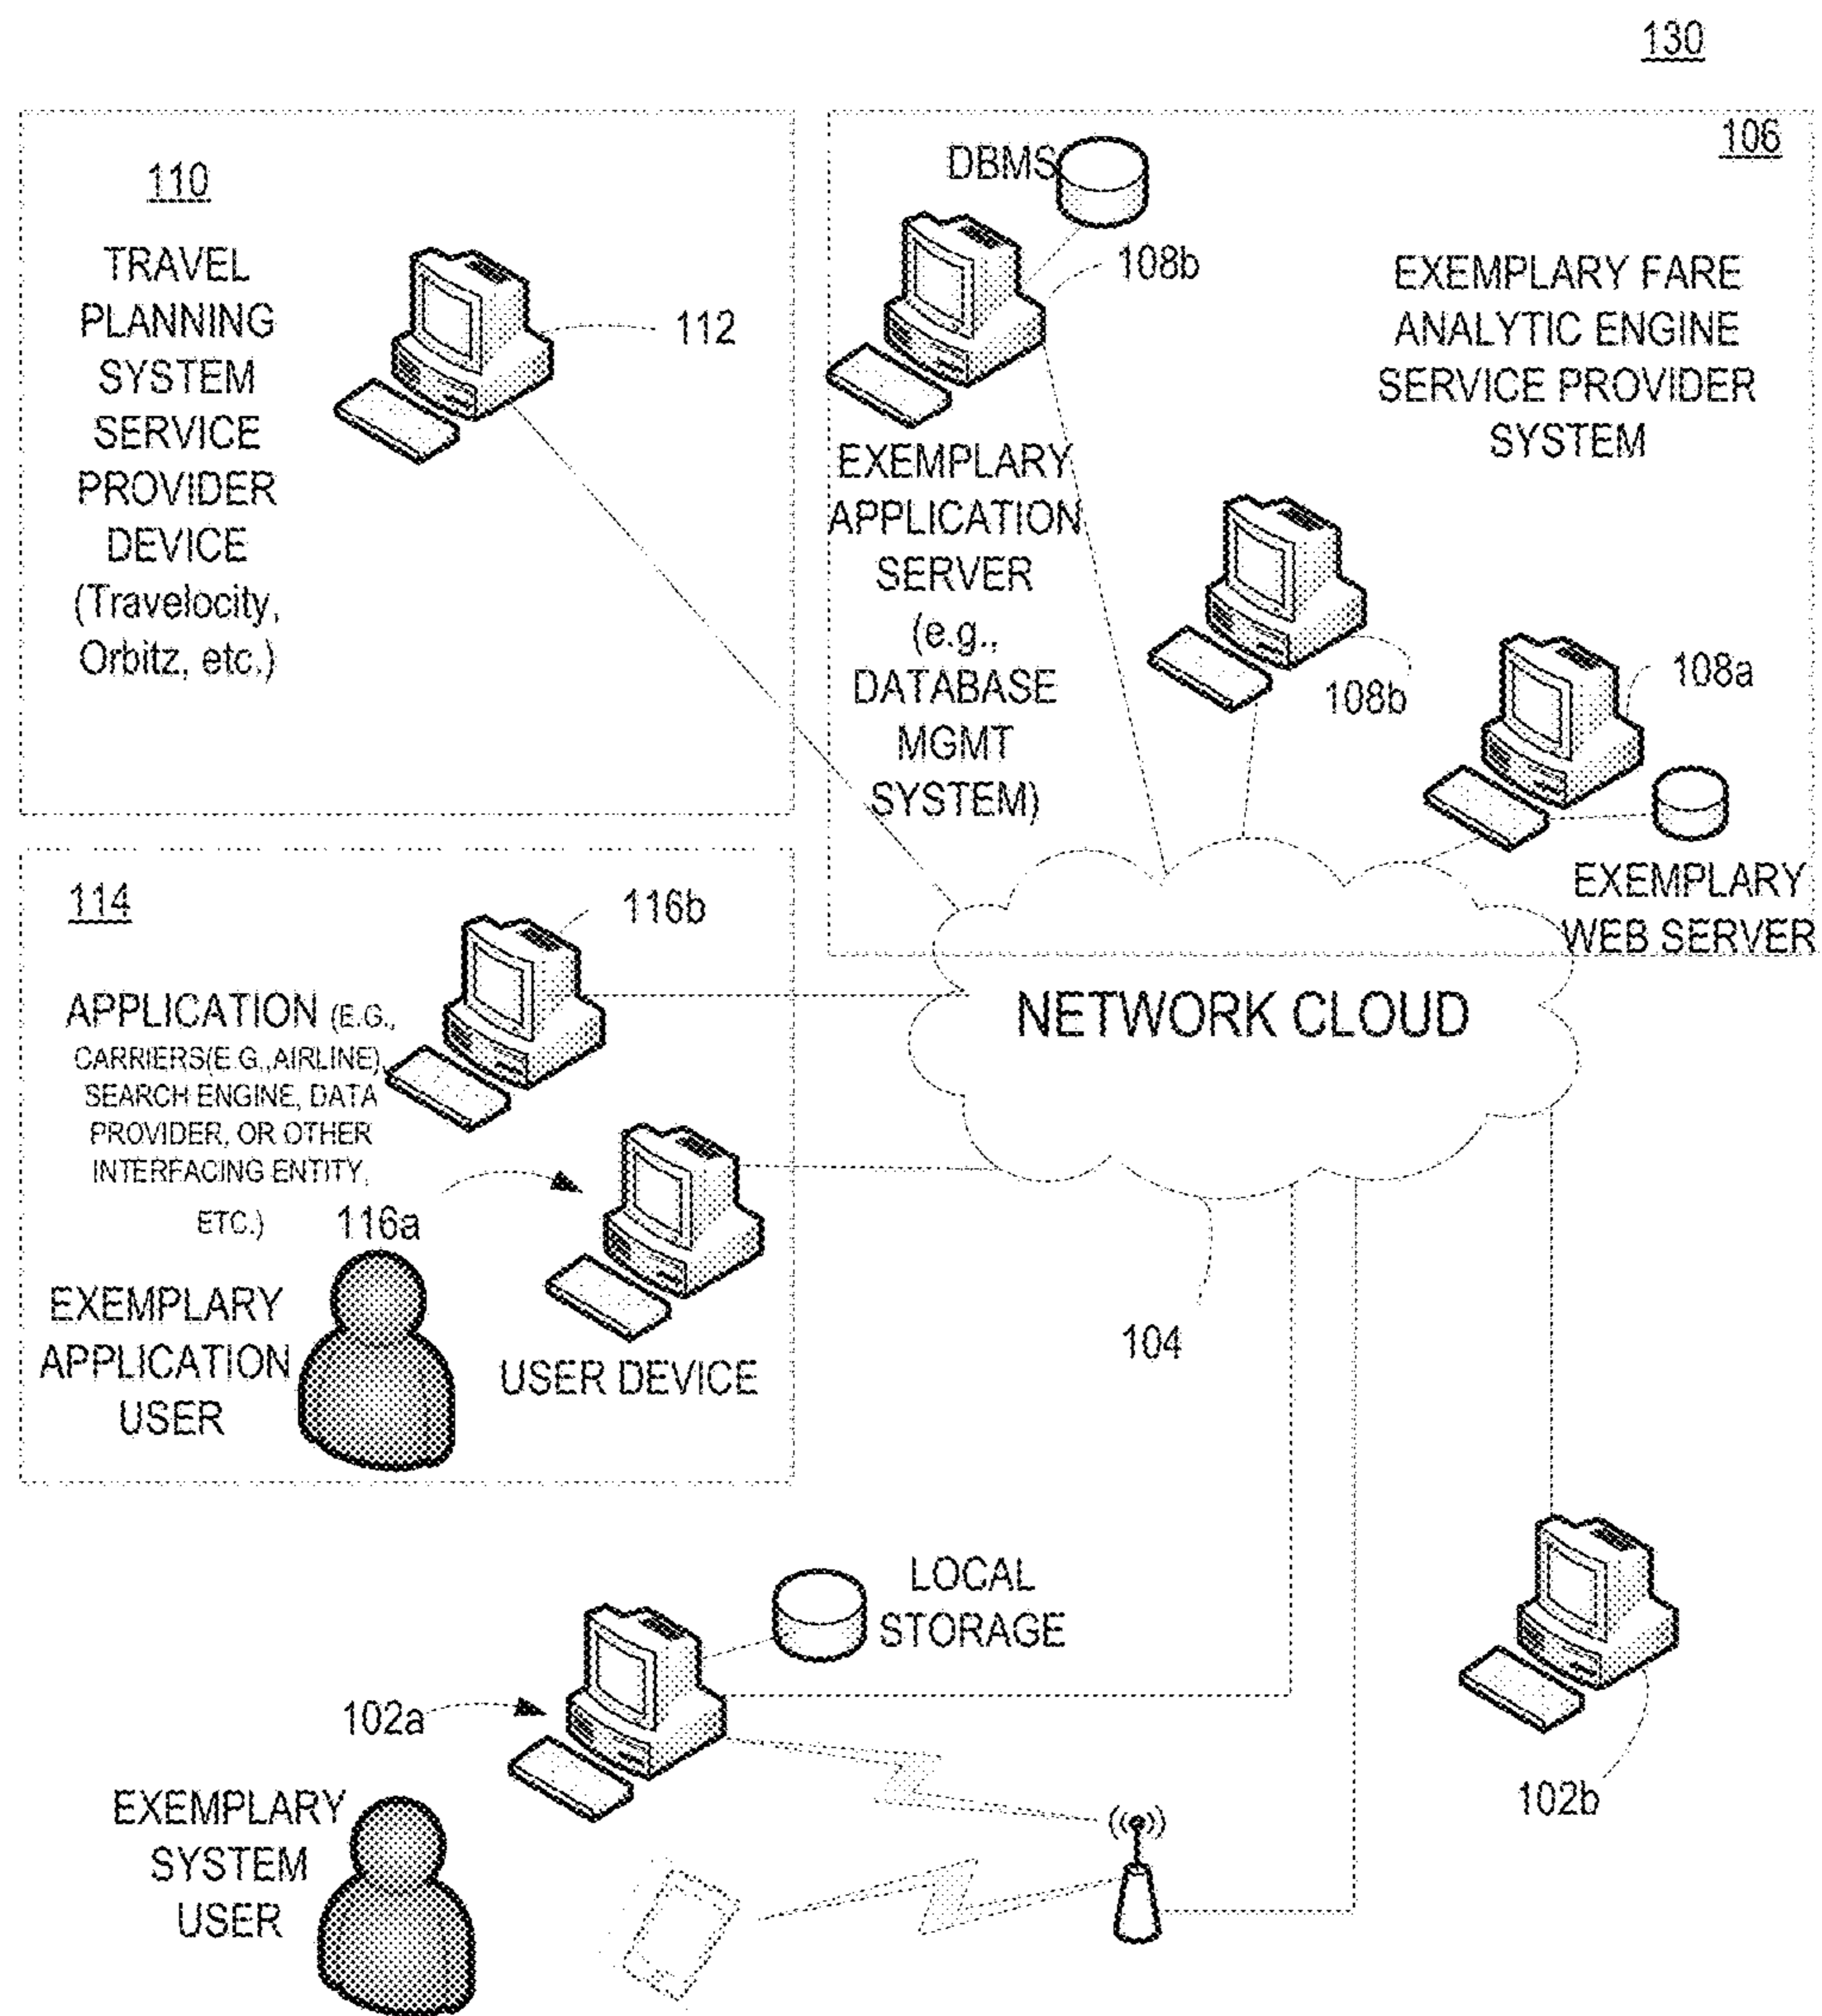 130
110
TRAVEL
PLANNING
SYSTEM
SERVICE
PROVIDER
DEVICE
(Travelocity,
Orbitz, etc.)
112
106
DBMS
108b
EXEMPLARY FARE
ANALYTIC ENGINE
SERVICE PROVIDER
SYSTEM
EXEMPLARY
APPLICATION
SERVER
(e.g.,
DATABASE
MGMT
SYSTEM)
108b
108a
EXEMPLARY
WEB SERVER
114
116b
APPLICATION (E.G.,
CARRIERS(E.G.,AIRLINE),
SEARCH ENGINE, DATA
PROVIDER, OR OTHER
INTERFACING ENTITY,
ETC.)
116a
EXEMPLARY
APPLICATION
USER
USER DEVICE
NETWORK CLOUD
104
LOCAL
STORAGE
102a
102b
EXEMPLARY
SYSTEM
USER